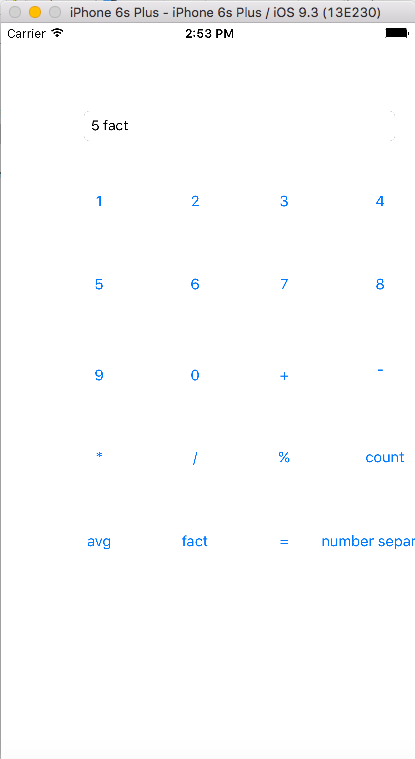 iPhone 6s Plus - iPhone 6s Plus / iOS 9.3 (13E230)
Carrier 2:53 PM
5 fact
1 2 3 4
5 6 7 8
9 0 + -
* / % count
avg fact = number separ